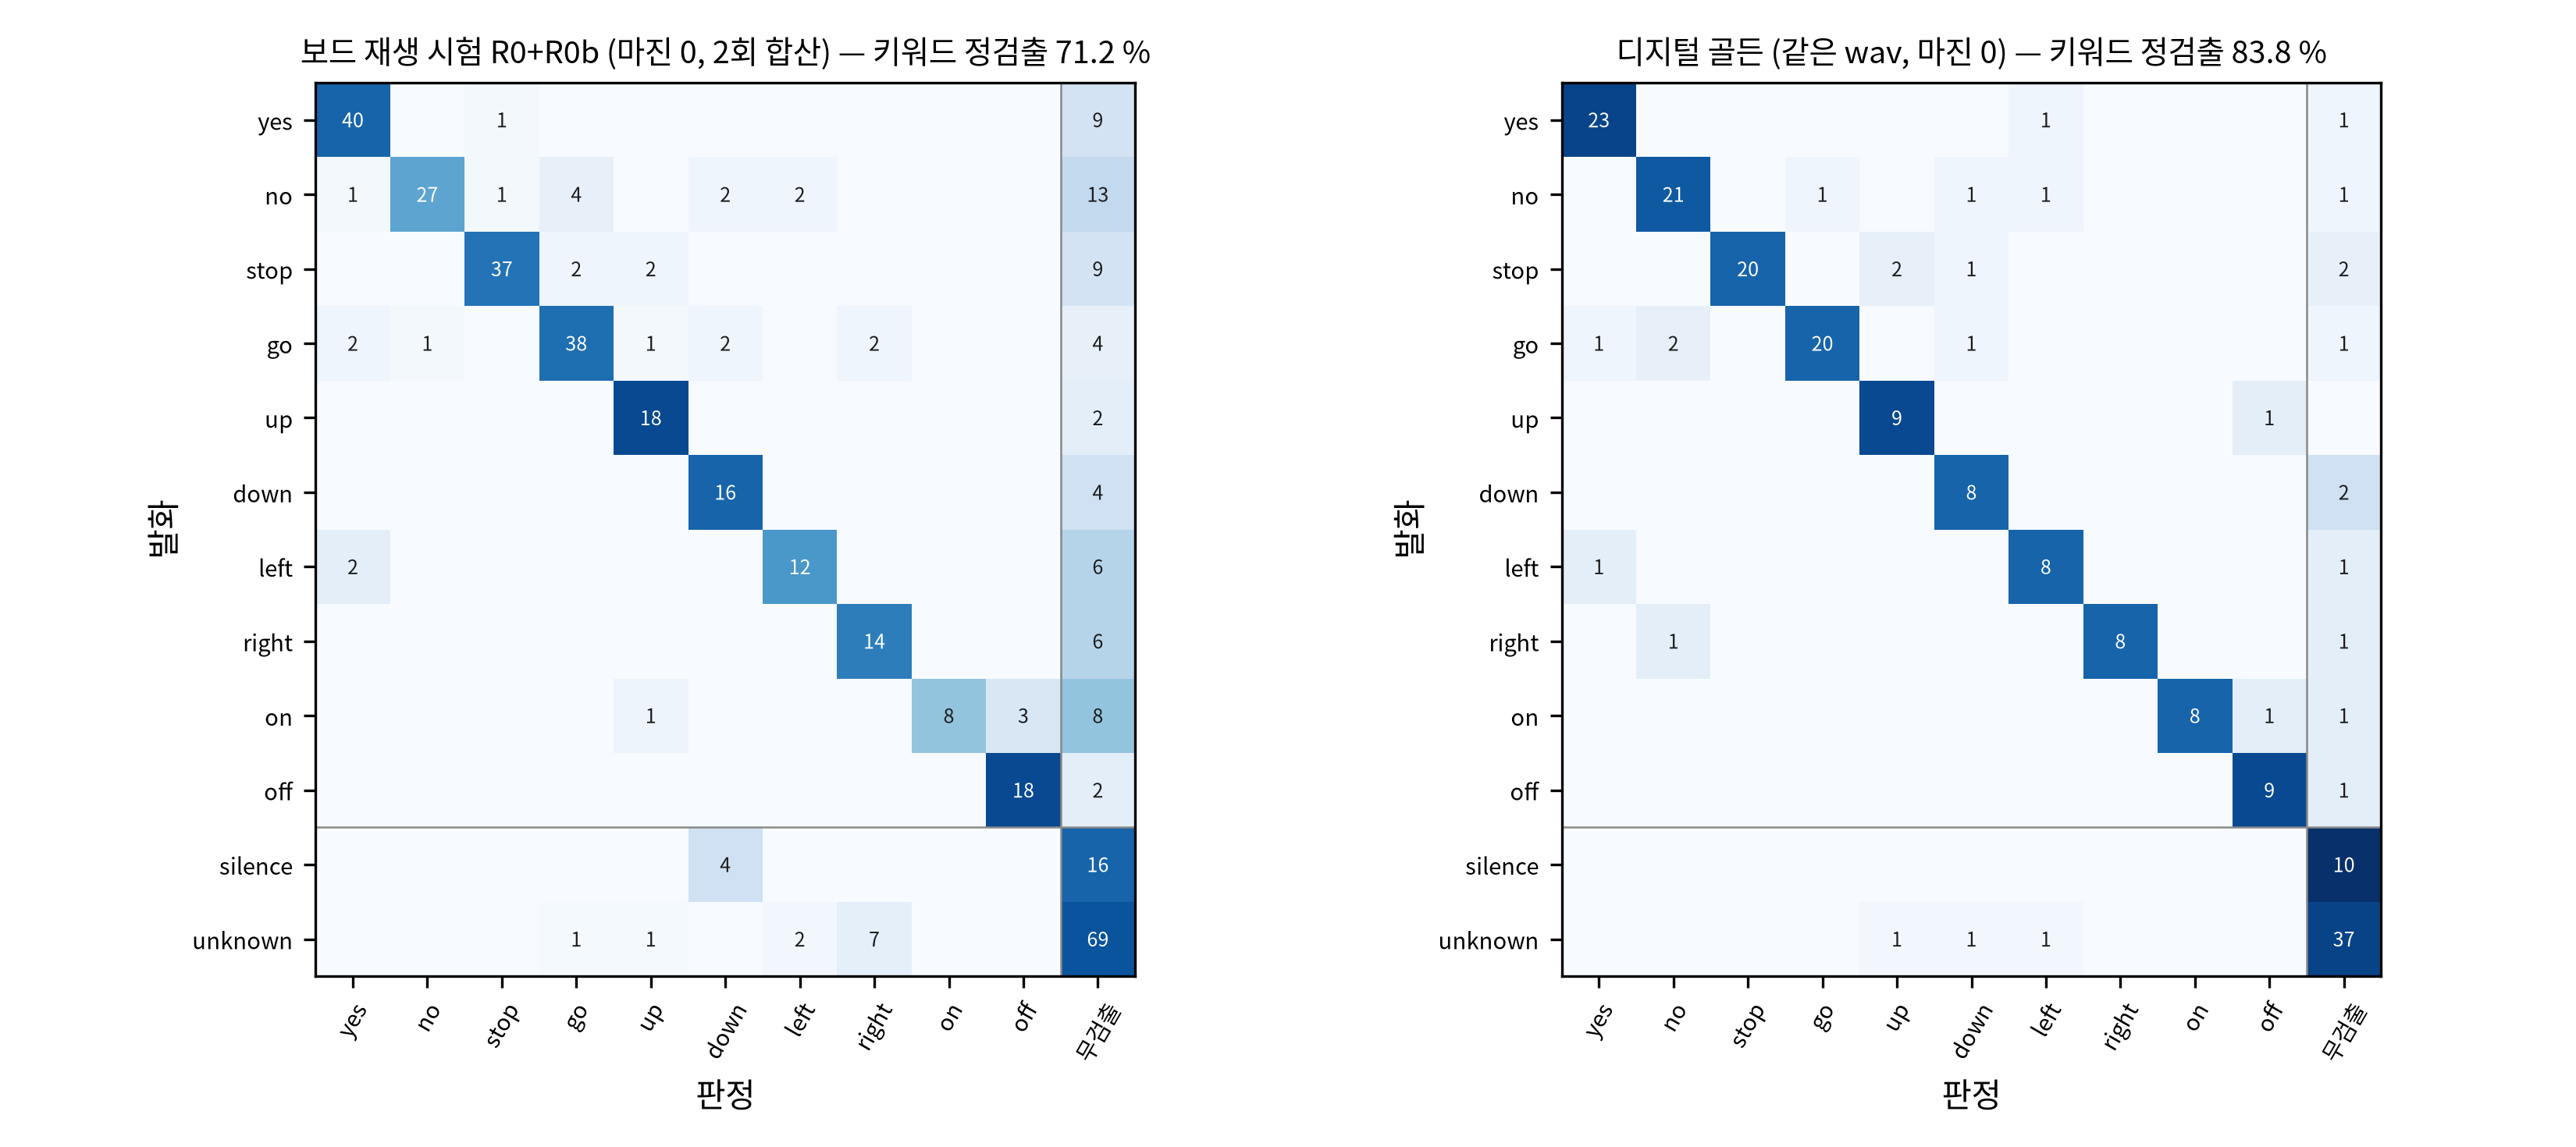 보드 재생 시험 R0+R0b (마진 0, 2회 합산) — 키워드 정검출 71.2 %
발화
yes 40 1 9
no 1 27 1 4 2 2 13
stop 37 2 2 9
go 2 1 38 1 2 2 4
up 18 2
down 16 4
left 2 12 6
right 14 6
on 1 8 3 8
off 18 2
silence 4 16
unknown 1 1 2 7 69
yes no stop go up down left right on off 무검출
판정
디지털 골든 (같은 wav, 마진 0) — 키워드 정검출 83.8 %
발화
yes 23 1 1
no 21 1 1 1 1
stop 20 2 1 2
go 1 2 20 1 1
up 9 1
down 8 2
left 1 8 1
right 1 8 1
on 8 1 1
off 9 1
silence 10
unknown 1 1 1 37
yes no stop go up down left right on off 무검출
판정